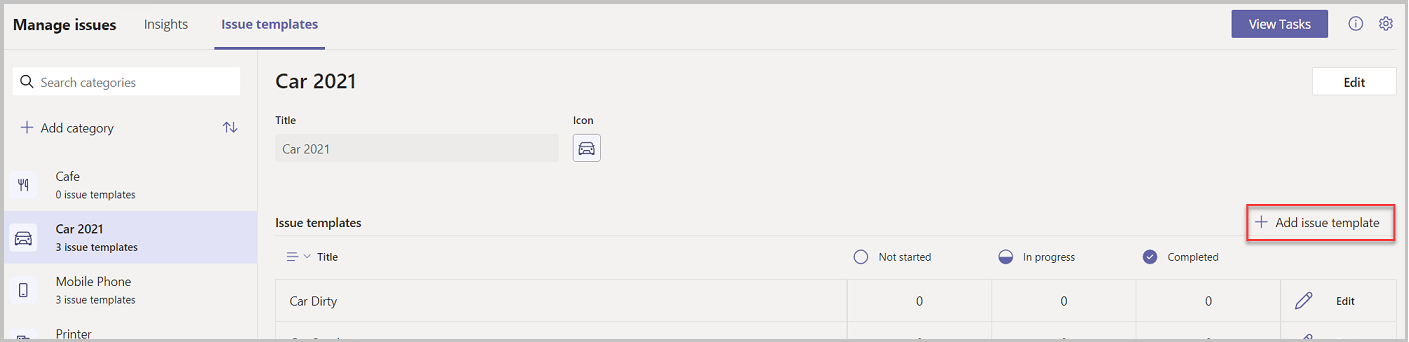 Manage issues Insights Issue templates View Tasks
Search categories
Car 2021 Edit
Add category
Title Icon
Car 2021
Cafe
0 issue templates
Car 2021
3 issue templates
Issue templates Add issue template
Title Not started In progress Completed
Mobile Phone
3 issue templates
Car Dirty 0 0 0 Edit
Printer